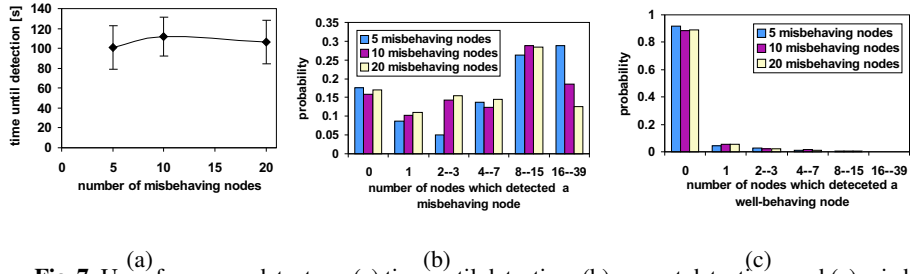 time until detection [s]
140
120
100
80
60
40
20
0
0 5 10 15 20
number of misbehaving nodes
(a)
probability
0.35
0.3
0.25
0.2
0.15
0.1
0.05
0
5 misbehaving nodes
10 misbehaving nodes
20 misbehaving nodes
0 1 2--3 4--7 8--15 16--39
number of nodes which detected a
misbehaving node
(b)
probability
1
0.8
0.6
0.4
0.2
0
5 misbehaving nodes
10 misbehaving nodes
20 misbehaving nodes
0 1 2--3 4--7 8--15 16--39
number of nodes which deteceted a
well-behaving node
(c)